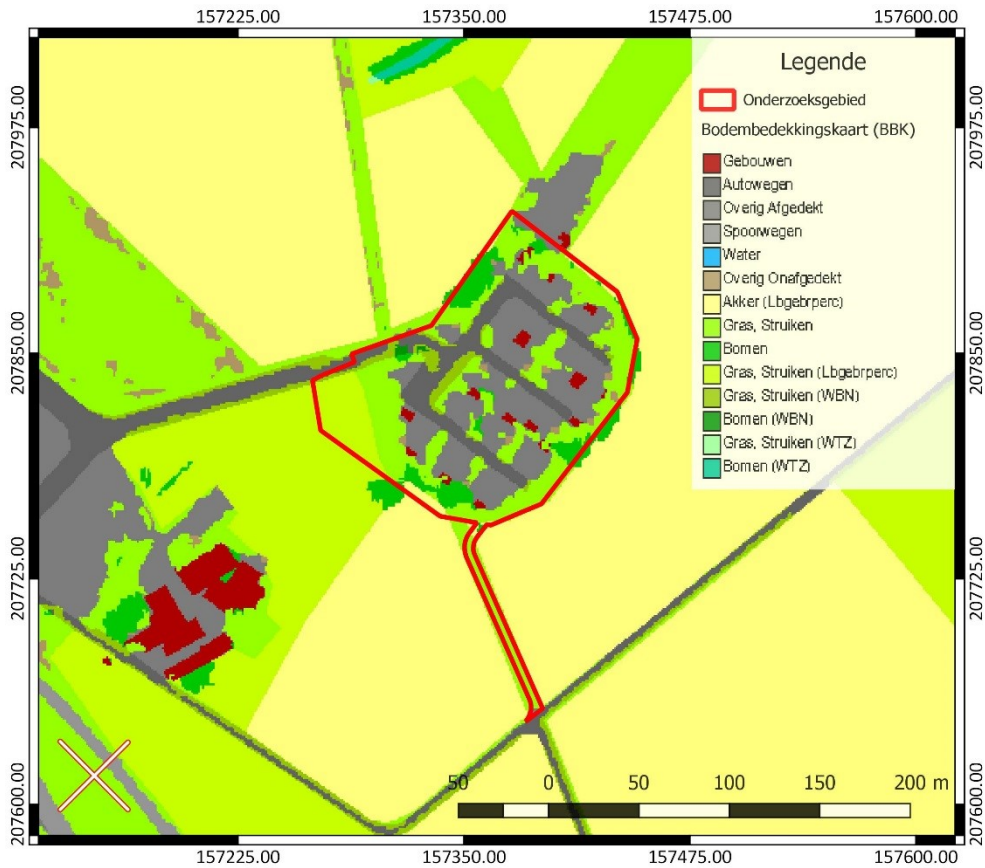 157225.00 157350.00 157475.00 157600.00
Legende
Onderzoeksgebied
Bodembedekkingskaart (BBK)
Gebouwen
Autowegen
Overig Afgedekt
Spoorwegen
Water
Overig Onafgedekt
Akker (Lbgebrperc)
Gras, Struiken
Bomen
Gras, Struiken (Lbgebrperc)
Gras, Struiken (WBN)
Bomen (WBN)
Gras, Struiken (WTZ)
Bomen (WTZ)
207975.00 207975.00
207850.00 207850.00
207725.00 207725.00
207600.00 207600.00
50 0 50 100 150 200 m
157225.00 157350.00 157475.00 157600.00